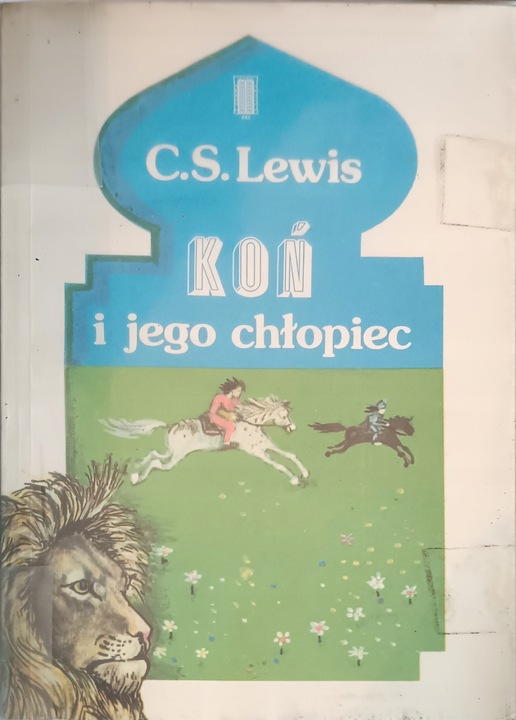 C.S. Lewis
KOŃ
i jego chłopiec